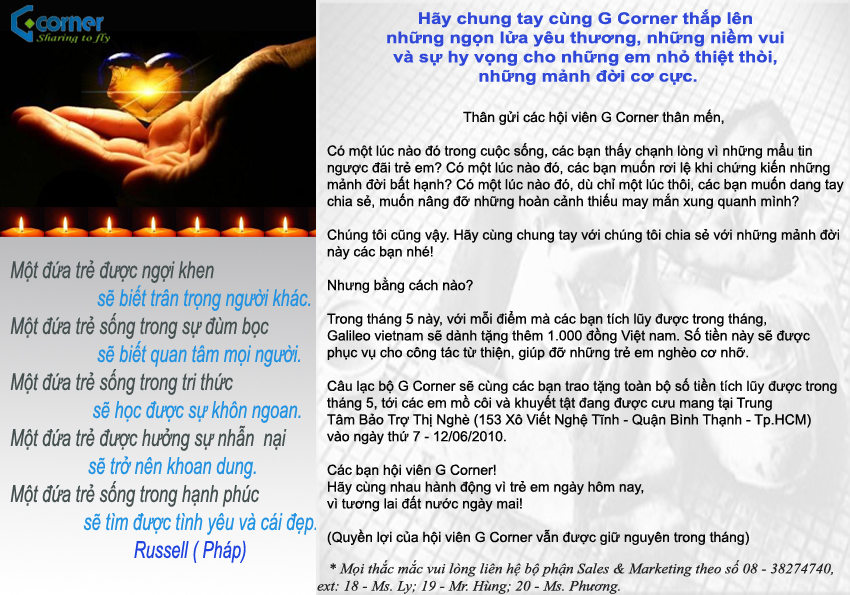 Gcorner
Sharing to fly
Một đứa trẻ được ngợi khen
sẽ biết trân trọng người khác.
Một đứa trẻ sống trong sự đùm bọc
sẽ biết quan tâm mọi người.
Một đứa trẻ sống trong tri thức
sẽ học được sự khôn ngoan.
Một đứa trẻ được hưởng sự nhẫn nại
sẽ trở nên khoan dung.
Một đứa trẻ sống trong hạnh phúc
sẽ tìm được tình yêu và cái đẹp.
Russell ( Pháp)
Hãy chung tay cùng G Corner thắp lên
những ngọn lửa yêu thương, những niềm vui
và sự hy vọng cho những em nhỏ thiệt thòi,
những mảnh đời cơ cực.
Thân gửi các hội viên G Corner thân mến,
Có một lúc nào đó trong cuộc sống, các bạn thấy chạnh lòng vì những mẩu tin
ngược đãi trẻ em? Có một lúc nào đó, các bạn muốn rơi lệ khi chứng kiến những
mảnh đời bất hạnh? Có một lúc nào đó, dù chỉ một lúc thôi, các bạn muốn dang tay
chia sẻ, muốn nâng đỡ những hoàn cảnh thiếu may mắn xung quanh mình?
Chúng tôi cũng vậy. Hãy cùng chung tay với chúng tôi chia sẻ với những mảnh đời
này các bạn nhé!
Nhưng bằng cách nào?
Trong tháng 5 này, với mỗi điểm mà các bạn tích lũy được trong tháng,
Galileo vietnam sẽ dành tặng thêm 1.000 đồng Việt nam. Số tiền này sẽ được
phục vụ cho công tác từ thiện, giúp đỡ những trẻ em nghèo cơ nhỡ.
Câu lạc bộ G Corner sẽ cùng các bạn trao tặng toàn bộ số tiền tích lũy được trong
tháng 5, tới các em mồ côi và khuyết tật đang được cưu mang tại Trung
Tâm Bảo Trợ Thị Nghè (153 Xô Viết Nghệ Tĩnh - Quận Bình Thạnh - Tp.HCM)
vào ngày thứ 7 - 12/06/2010.
Các bạn hội viên G Corner!
Hãy cùng nhau hành động vì trẻ em ngày hôm nay,
vì tương lai đất nước ngày mai!
(Quyền lợi của hội viên G Corner vẫn được giữ nguyên trong tháng)
* Mọi thắc mắc vui lòng liên hệ bộ phận Sales & Marketing theo số 08 - 38274740,
ext: 18 - Ms. Ly; 19 - Mr. Hùng; 20 - Ms. Phương.